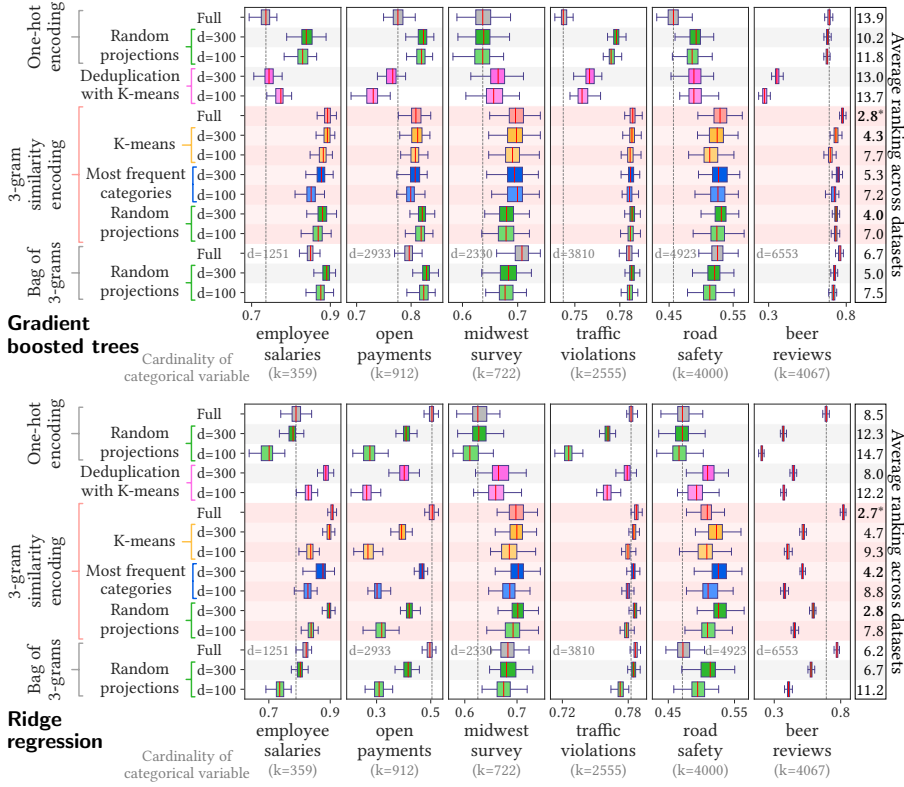 One-hot
encoding
Full
13.9
Random
projections
d=300
10.2
d=100
11.8
Deduplication
with K-means
d=300
13.0
d=100
13.7
3-gram
similarity
encoding
Full
2.8*
K-means
d=300
4.3
d=100
7.7
Most frequent
categories
d=300
5.3
d=100
7.2
Random
projections
d=300
4.0
d=100
7.0
Bag of
3-grams
Full
d=1251
d=2933
d=2330
d=3810
d=4923
d=6553
6.7
Random
projections
d=300
5.0
d=100
7.5
Average ranking across datasets
0.7 0.9 0.7 0.8 0.6 0.7 0.75 0.78 0.45 0.55 0.3 0.8
Gradient
boosted trees
employee
salaries
(k=359)
open
payments
(k=912)
midwest
survey
(k=722)
traffic
violations
(k=2555)
road
safety
(k=4000)
beer
reviews
(k=4067)
Cardinality of
categorical variable
One-hot
encoding
Full
8.5
Random
projections
d=300
12.3
d=100
14.7
Deduplication
with K-means
d=300
8.0
d=100
12.2
3-gram
similarity
encoding
Full
2.7*
K-means
d=300
4.7
d=100
9.3
Most frequent
categories
d=300
4.2
d=100
8.8
Random
projections
d=300
2.8
d=100
7.8
Bag of
3-grams
Full
d=1251
d=2933
d=2330
d=3810
d=4923
d=6553
6.2
Random
projections
d=300
6.7
d=100
11.2
Average ranking across datasets
0.7 0.9 0.3 0.5 0.6 0.7 0.72 0.78 0.45 0.55 0.3 0.8
Ridge
regression
employee
salaries
(k=359)
open
payments
(k=912)
midwest
survey
(k=722)
traffic
violations
(k=2555)
road
safety
(k=4000)
beer
reviews
(k=4067)
Cardinality of
categorical variable